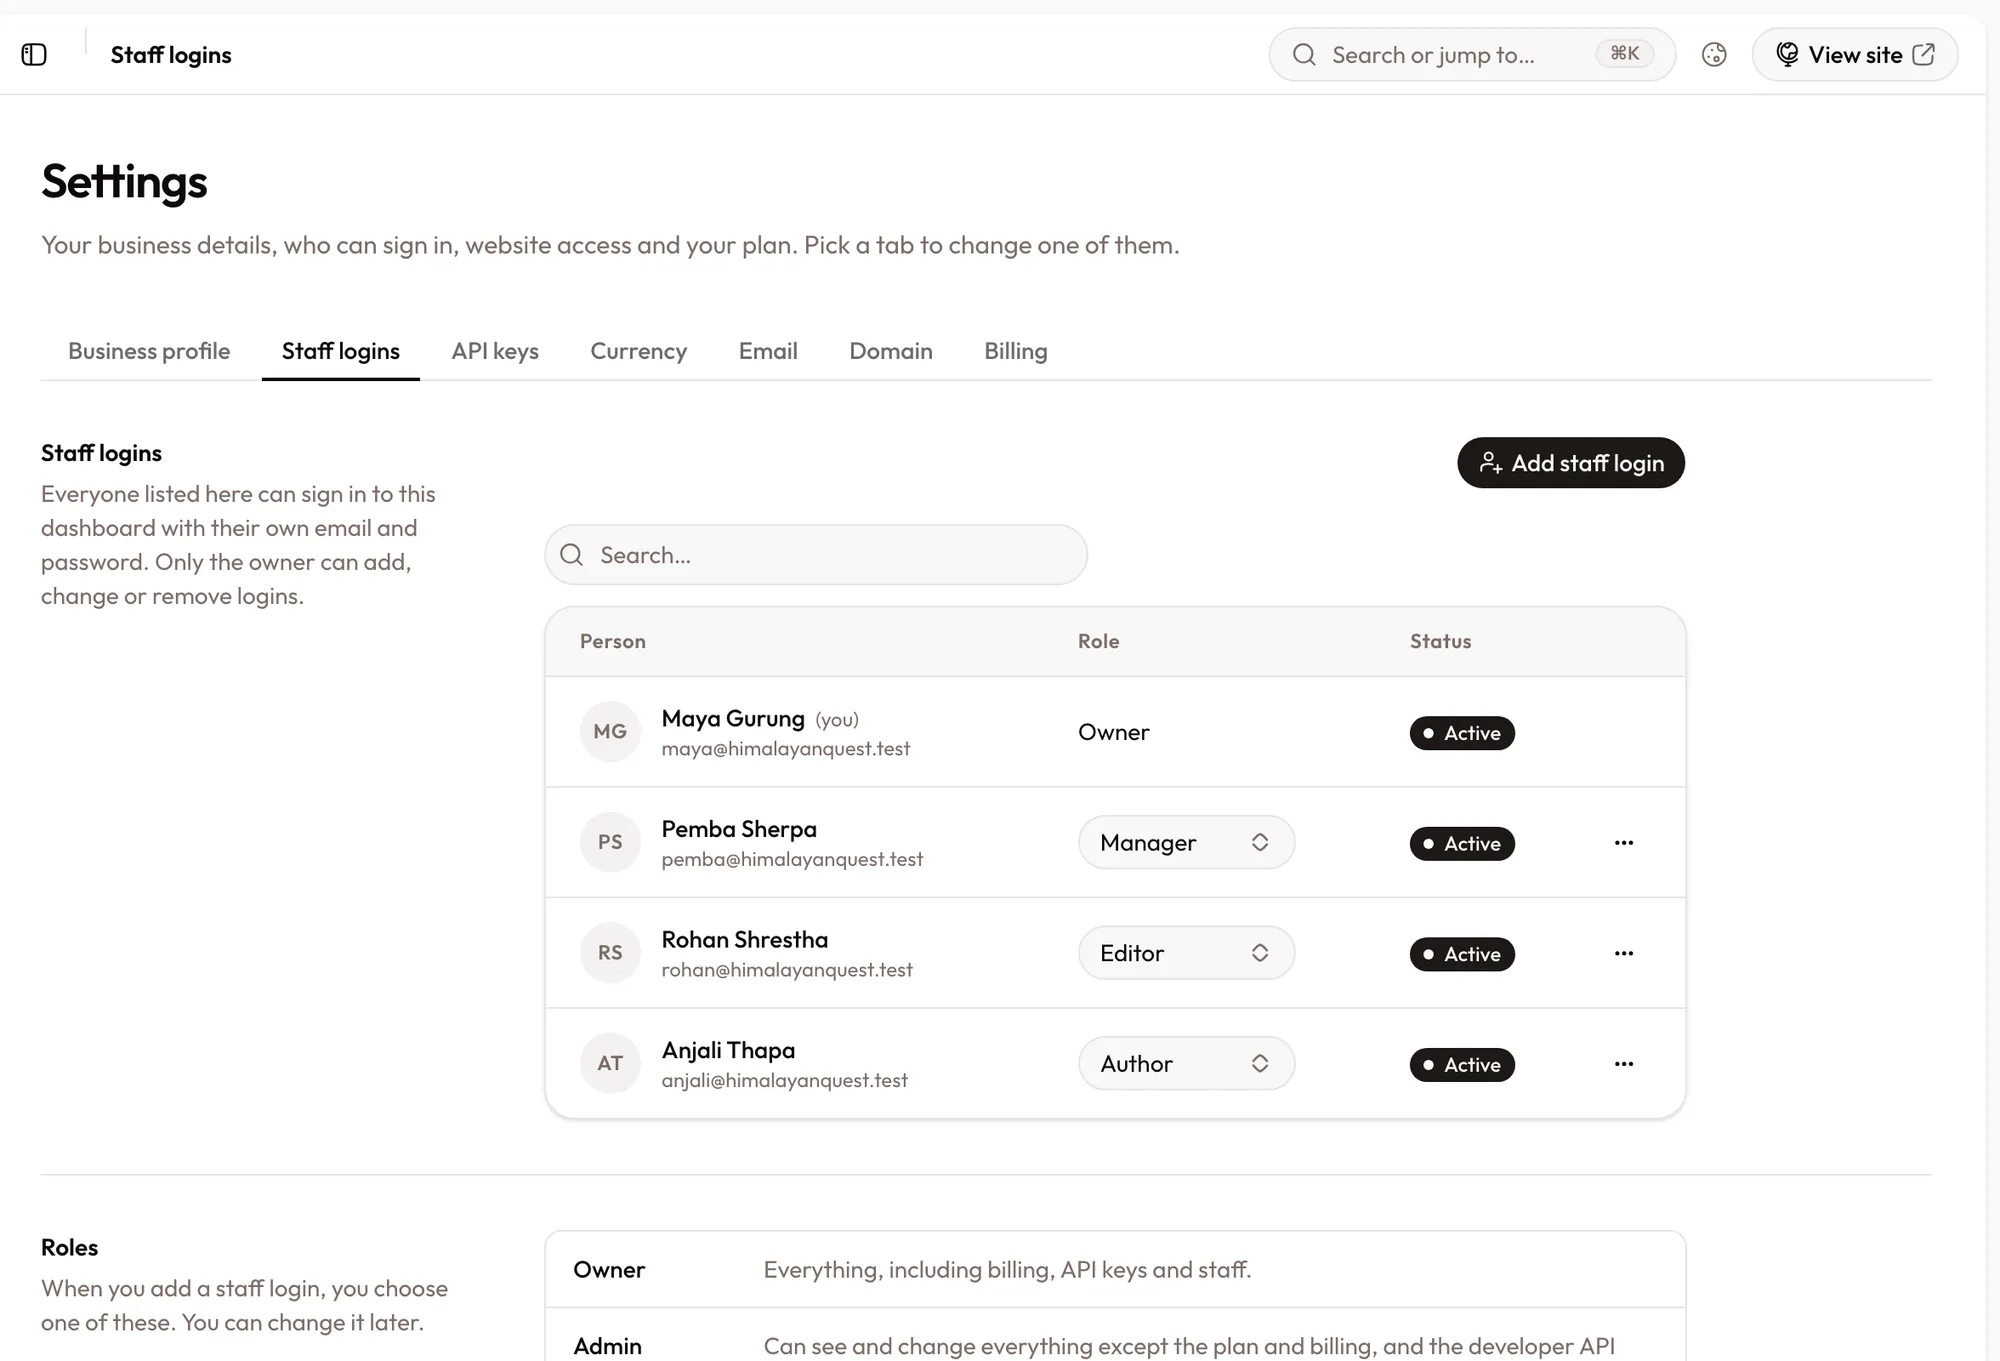 Staff logins
Search or jump to...
⌘K
View site
Settings
Your business details, who can sign in, website access and your plan. Pick a tab to change one of them.
Business profile
Staff logins
API keys
Currency
Email
Domain
Billing
Staff logins
Everyone listed here can sign in to this
dashboard with their own email and
password. Only the owner can add,
change or remove logins.
Add staff login
Search...
Person
Role
Status
MG
Maya Gurung (you)
maya@himalayanquest.test
Owner
Active
PS
Pemba Sherpa
pemba@himalayanquest.test
Manager
Active
RS
Rohan Shrestha
rohan@himalayanquest.test
Editor
Active
AT
Anjali Thapa
anjali@himalayanquest.test
Author
Active
Roles
When you add a staff login, you choose
one of these. You can change it later.
Owner
Everything, including billing, API keys and staff.
Admin
Can see and change everything except the plan and billing, and the developer API